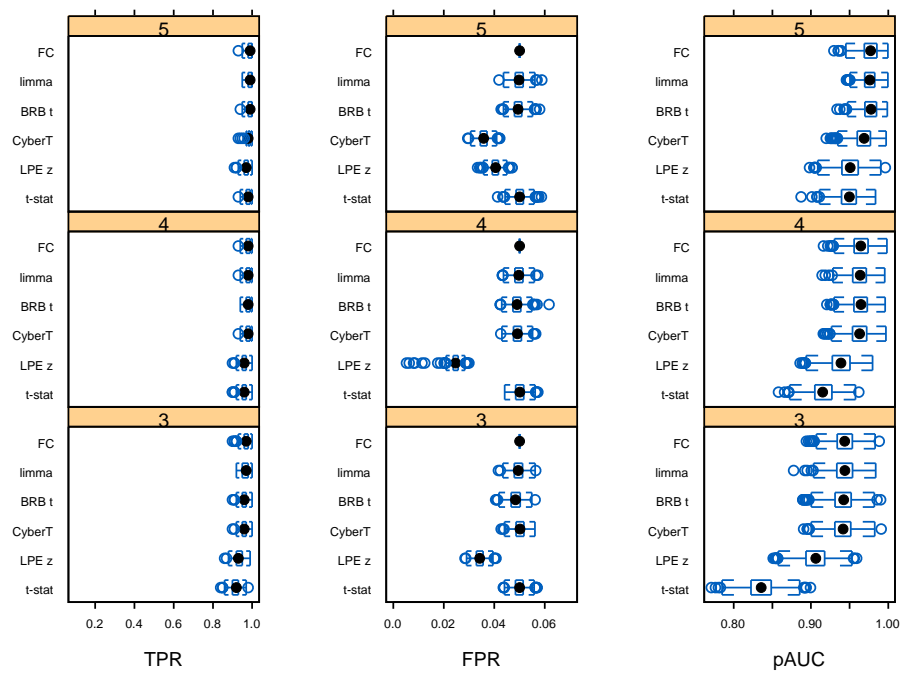 5 5 5
FC FC FC
limma limma limma
BRB t BRB t BRB t
CyberT CyberT CyberT
LPE z LPE z LPE z
t-stat t-stat t-stat
4 4 4
FC FC FC
limma limma limma
BRB t BRB t BRB t
CyberT CyberT CyberT
LPE z LPE z LPE z
t-stat t-stat t-stat
3 3 3
FC FC FC
limma limma limma
BRB t BRB t BRB t
CyberT CyberT CyberT
LPE z LPE z LPE z
t-stat t-stat t-stat
0.2 0.4 0.6 0.8 1.0 0.0 0.02 0.04 0.06 0.80 0.90 1.00
TPR FPR pAUC